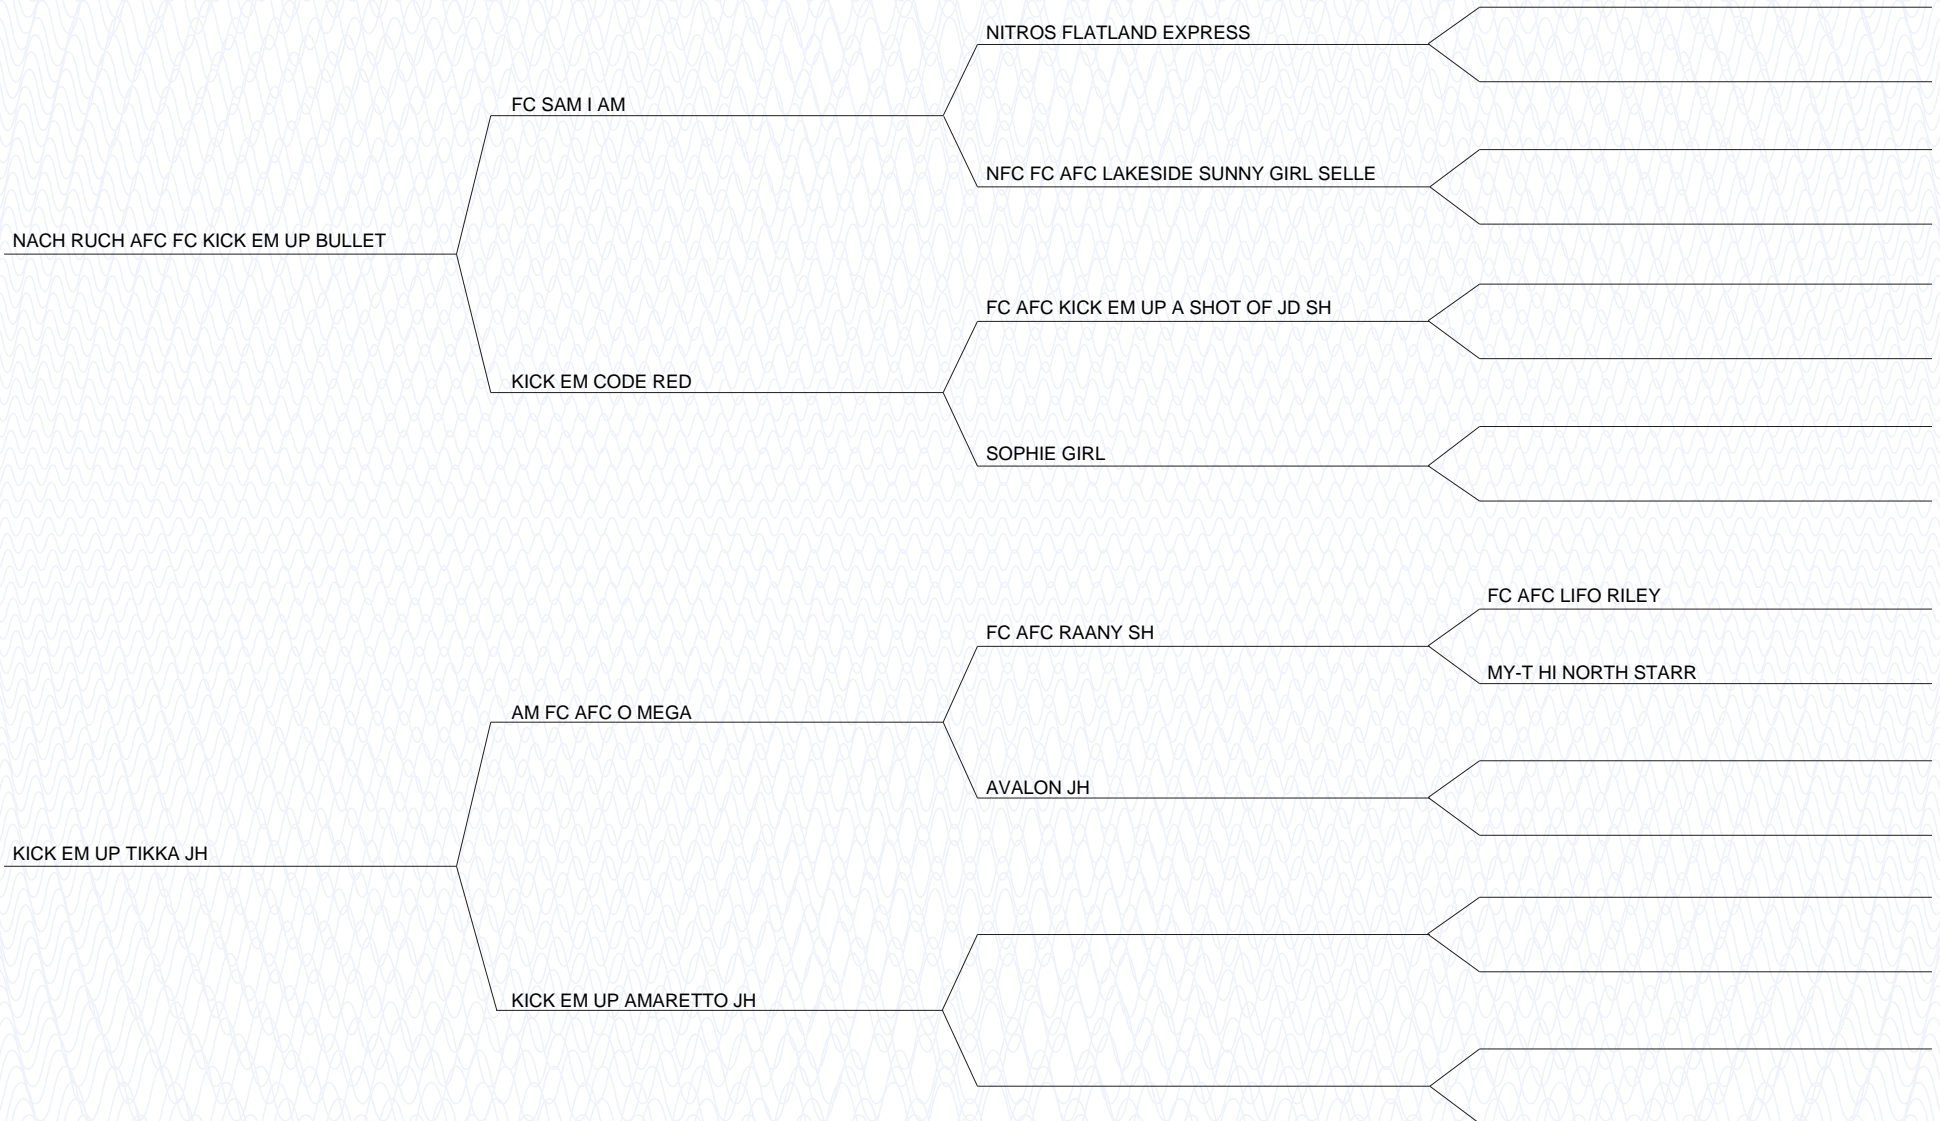 NITROS FLATLAND EXPRESS
FC SAM I AM
NFC FC AFC LAKESIDE SUNNY GIRL SELLE
NACH RUCH AFC FC KICK EM UP BULLET
FC AFC KICK EM UP A SHOT OF JD SH
KICK EM CODE RED
SOPHIE GIRL
FC AFC LIFO RILEY
FC AFC RAANY SH
MY-T HI NORTH STARR
AM FC AFC O MEGA
AVALON JH
KICK EM UP TIKKA JH
KICK EM UP AMARETTO JH